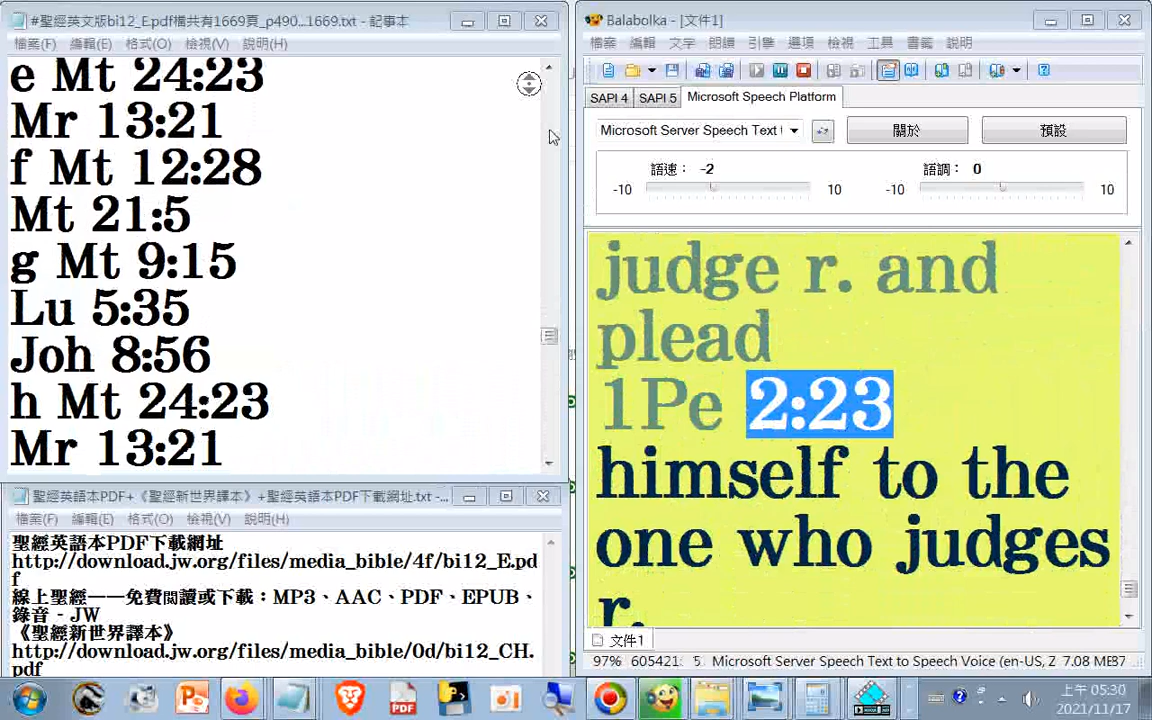 #聖經英文版bi12_E.pdf檔共有1669頁_p490...1669.txt - 記事本
檔案(F) 編輯(E) 格式(O) 檢視(V) 說明(H)
e Mt 24:23
Mr 13:21
f Mt 12:28
Mt 21:5
g Mt 9:15
Lu 5:35
Joh 8:56
h Mt 24:23
Mr 13:21
聖經英語本PDF+《聖經新世界譯本》+聖經英語本PDF下載網址.txt -...
檔案(F) 編輯(E) 格式(O) 檢視(V) 說明(H)
聖經英語本PDF下載網址
http://download.jw.org/files/media_bible/4f/bi12_E.pd
f
線上聖經——免費閱讀或下載：MP3、AAC、PDF、EPUB、
錄音 - JW
《聖經新世界譯本》
http://download.jw.org/files/media_bible/0d/bi12_CH.
pdf
Balabolka - [文件1]
檔案 編輯 文字 朗讀 引擎 選項 檢視 工具 書籤 說明
SAPI 4 SAPI 5 Microsoft Speech Platform
Microsoft Server Speech Text 關於 預設
語速： -2 語調： 0
-10 10 -10 10
judge r. and
plead
1Pe 2:23
himself to the
one who judges
r.
文件1
97% 605421: 5 Microsoft Server Speech Text to Speech Voice (en-US, Z 7.08 ME87
上午 05:30
2021/11/17